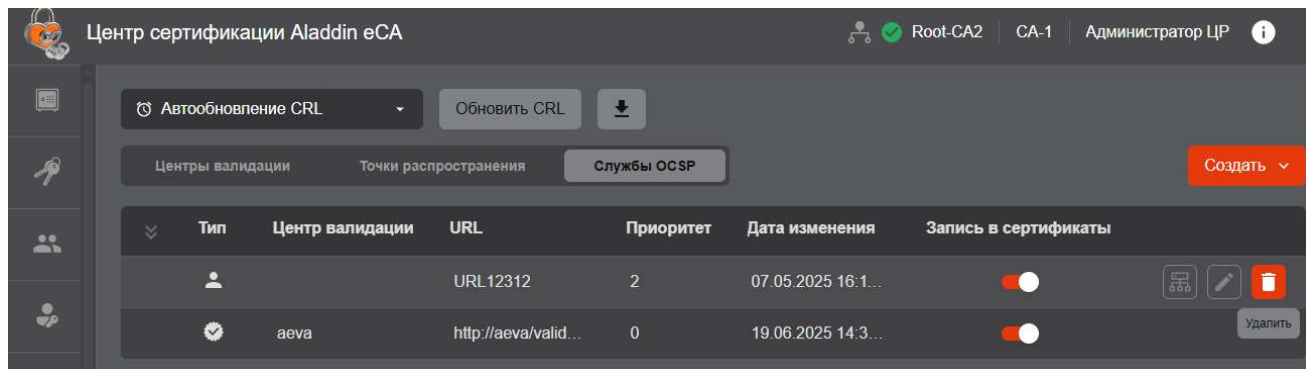 Центр сертификации Aladdin eCA Root-CA2 CA-1 Администратор ЦР
Автообновление CRL Обновить CRL
Центры валидации Точки распространения Службы OCSP Создать
Тип Центр валидации URL Приоритет Дата изменения Запись в сертификаты
URL12312 2 07.05.2025 16:1...
Удалить
aeva http://aeva/valid... 0 19.06.2025 14:3...